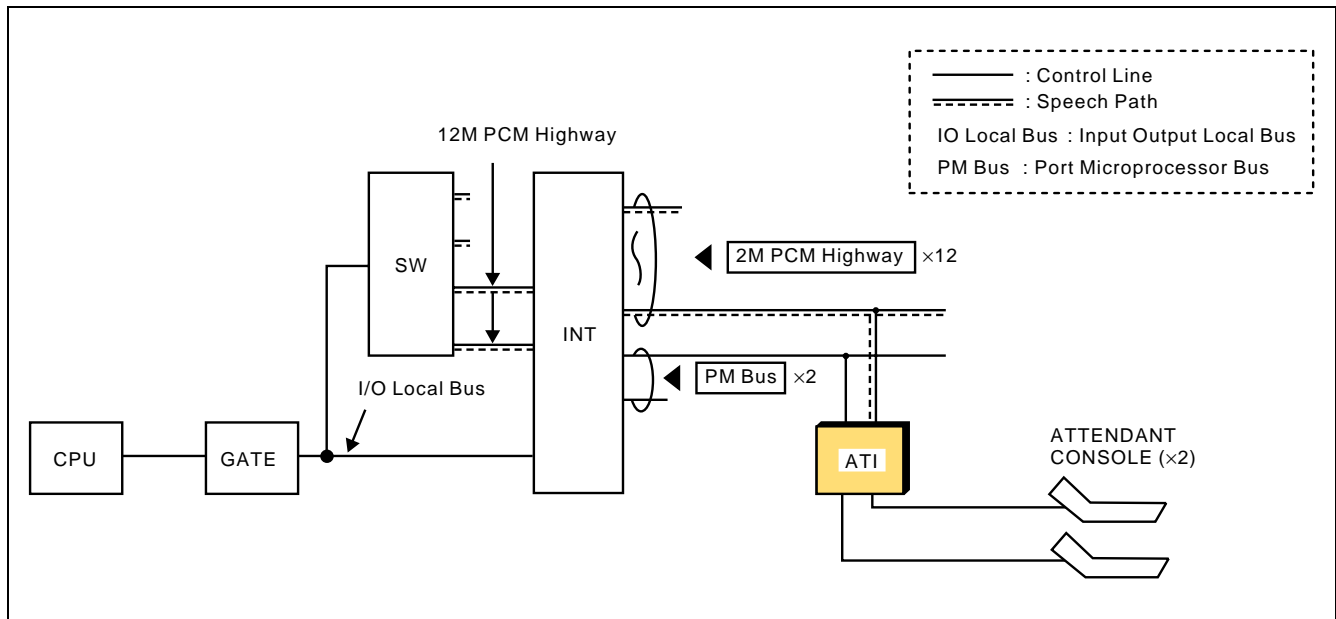 : Control Line
: Speech Path
IO Local Bus : Input Output Local Bus
PM Bus : Port Microprocessor Bus
12M PCM Highway
SW
2M PCM Highway ×12
INT
PM Bus ×2
I/O Local Bus
CPU
GATE
ATI
ATTENDANT
CONSOLE (×2)